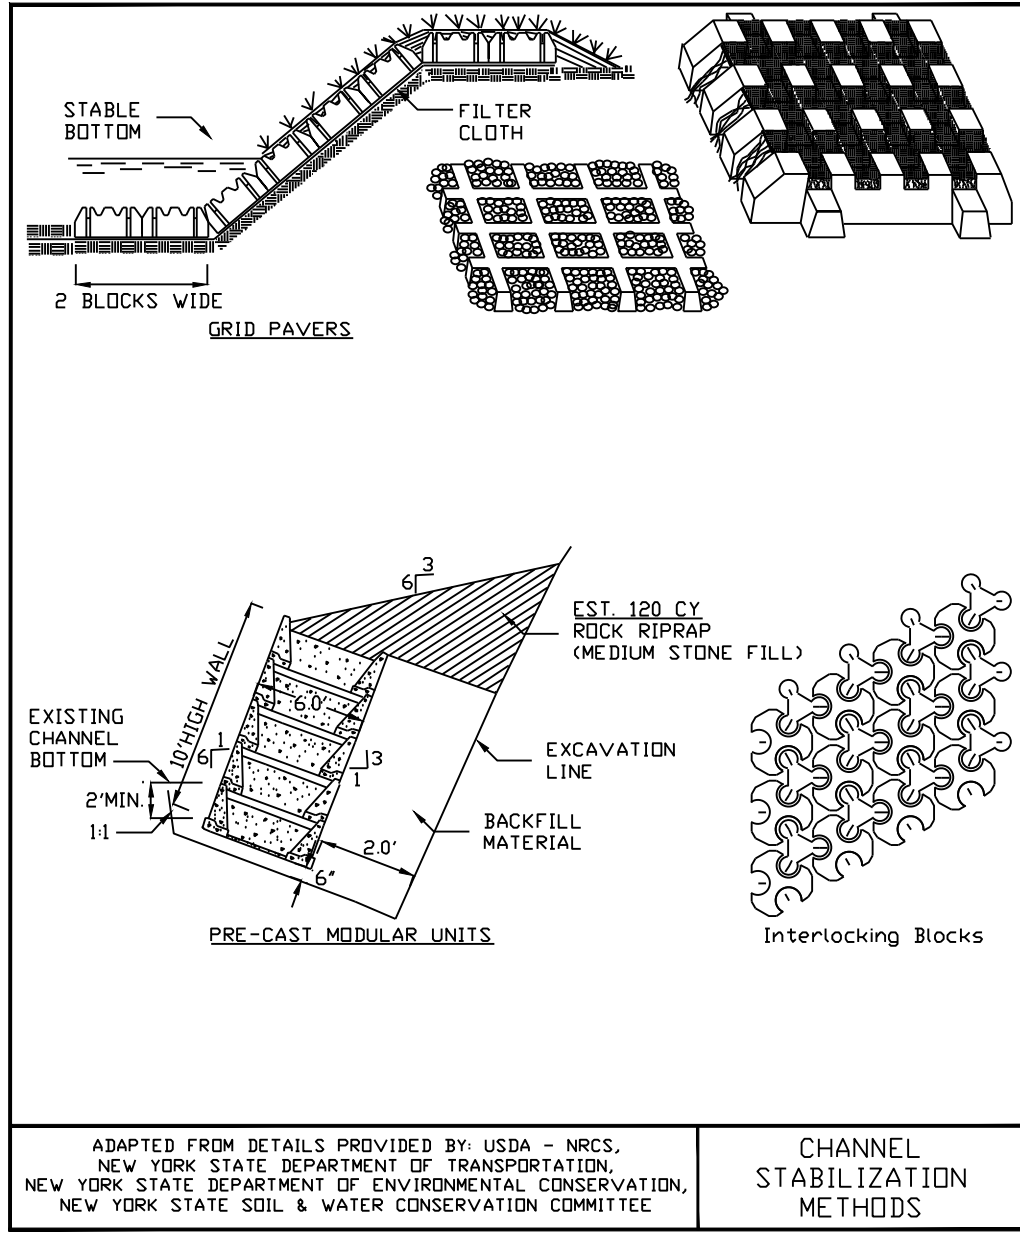 STABLE
BOTTOM
FILTER
CLOTH
2 BLOCKS WIDE
GRID PAVERS
3
6
EST. 120 CY
ROCK RIPRAP
(MEDIUM STONE FILL)
10'HIGH WALL
6.0'
EXISTING
CHANNEL
BOTTOM
1
6
3
1
EXCAVATION
LINE
2'MIN.
1:1
BACKFILL
MATERIAL
2.0'
6"
PRE-CAST MODULAR UNITS
Interlocking Blocks
ADAPTED FROM DETAILS PROVIDED BY: USDA - NRCS,
NEW YORK STATE DEPARTMENT OF TRANSPORTATION,
NEW YORK STATE DEPARTMENT OF ENVIRONMENTAL CONSERVATION,
NEW YORK STATE SOIL & WATER CONSERVATION COMMITTEE
CHANNEL
STABILIZATION
METHODS